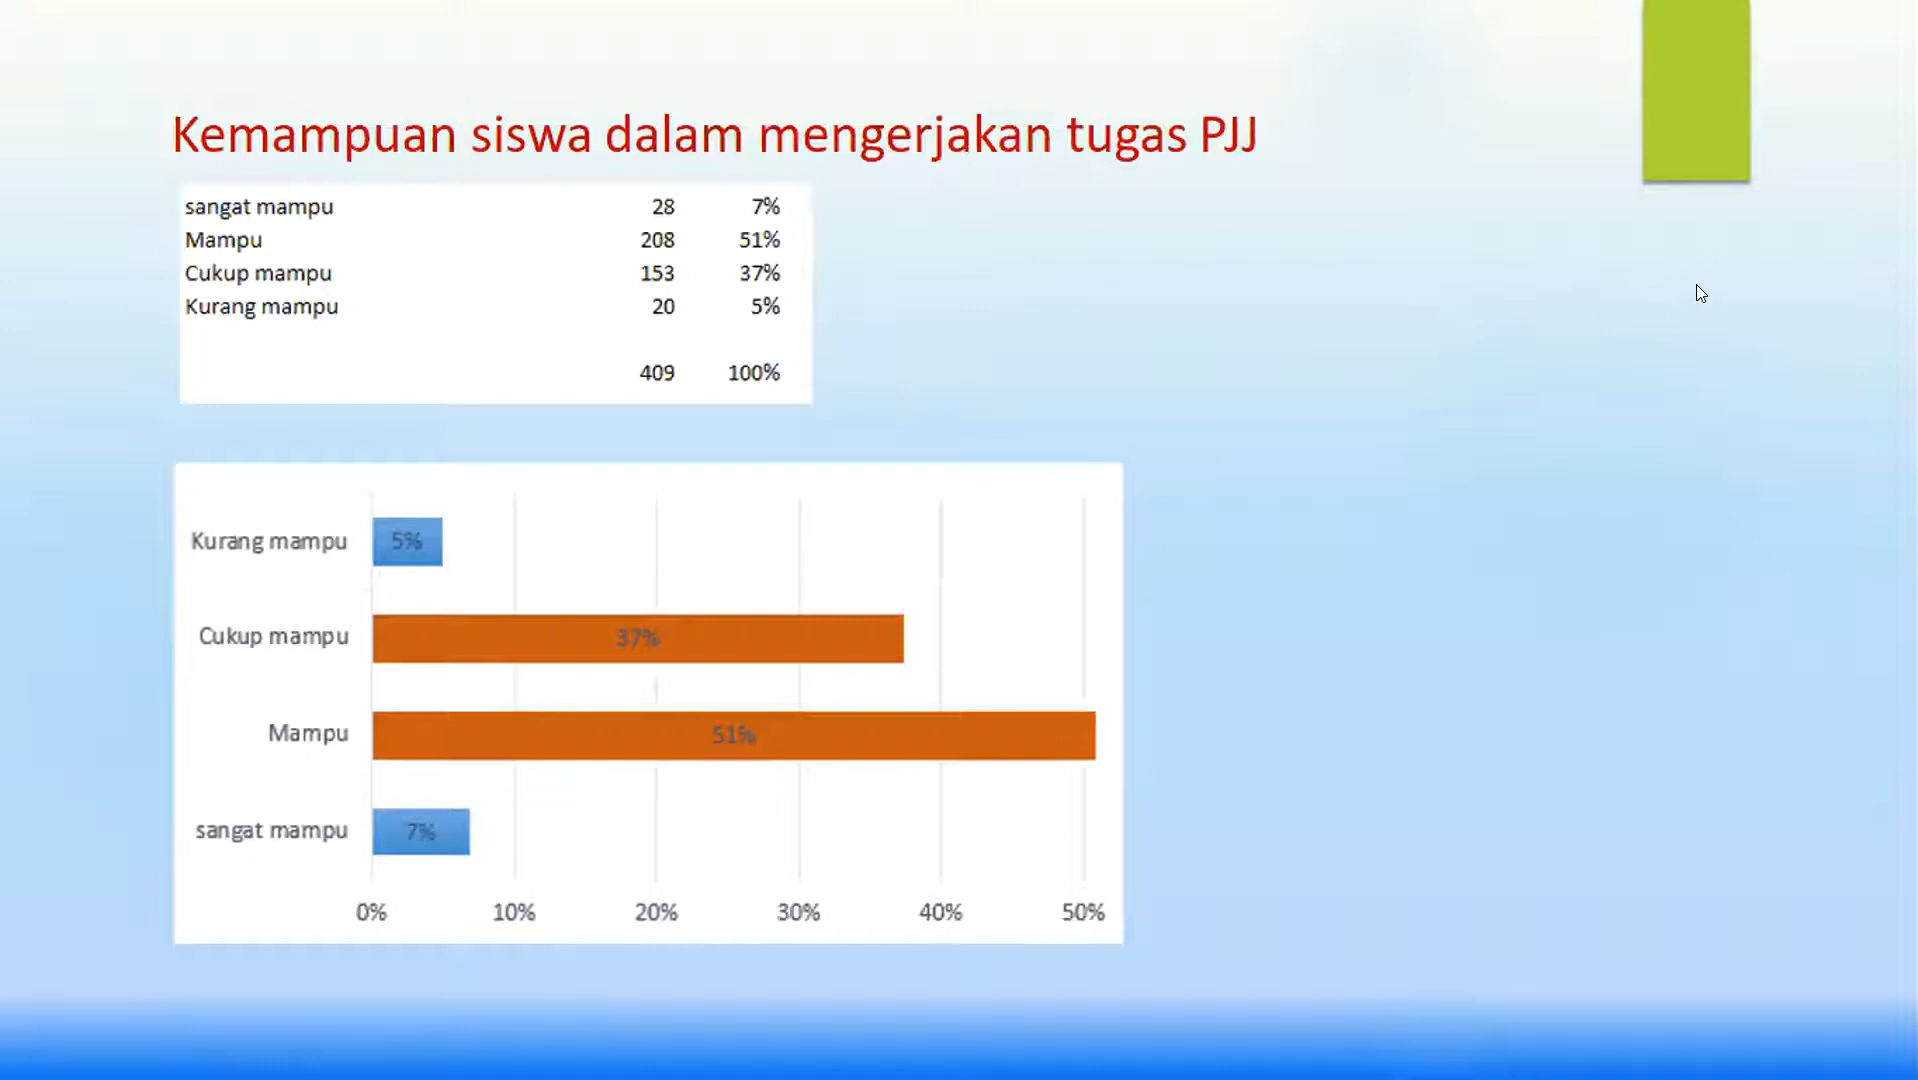 Kemampuan siswa dalam mengerjakan tugas PJJ
sangat mampu 28 7%
Mampu 208 51%
Cukup mampu 153 37%
Kurang mampu 20 5%
409 100%
Kurang mampu 5%
Cukup mampu 37%
Mampu 51%
sangat mampu 7%
0% 10% 20% 30% 40% 50%